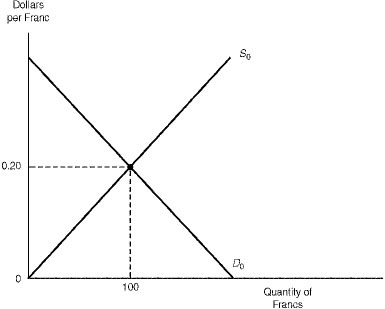 Dollars
per Franc
S₀
0.20
D₀
0
100
Quantity of
Francs